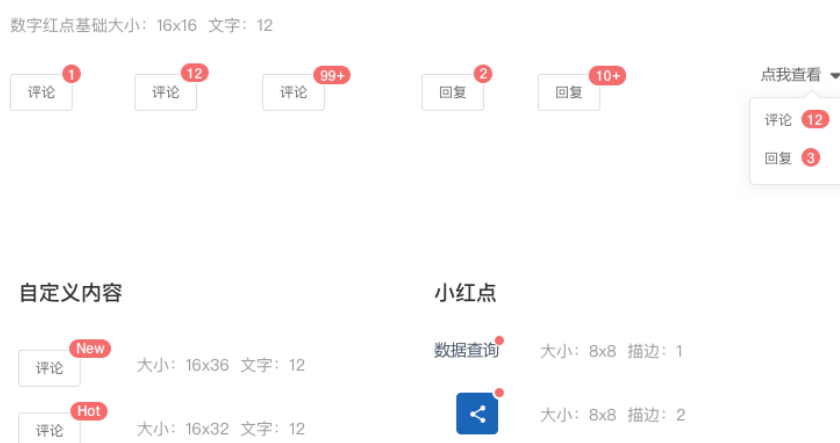 数字红点基础大小：16x16 文字：12
1 12 99+ 2 10+
评论 评论 评论 回复 回复 点我查看
评论 12
回复 3
自定义内容 小红点
New
评论 大小：16x36 文字：12
数据查询 大小：8x8 描边：1
Hot
评论 大小：16x32 文字：12
大小：8x8 描边：2